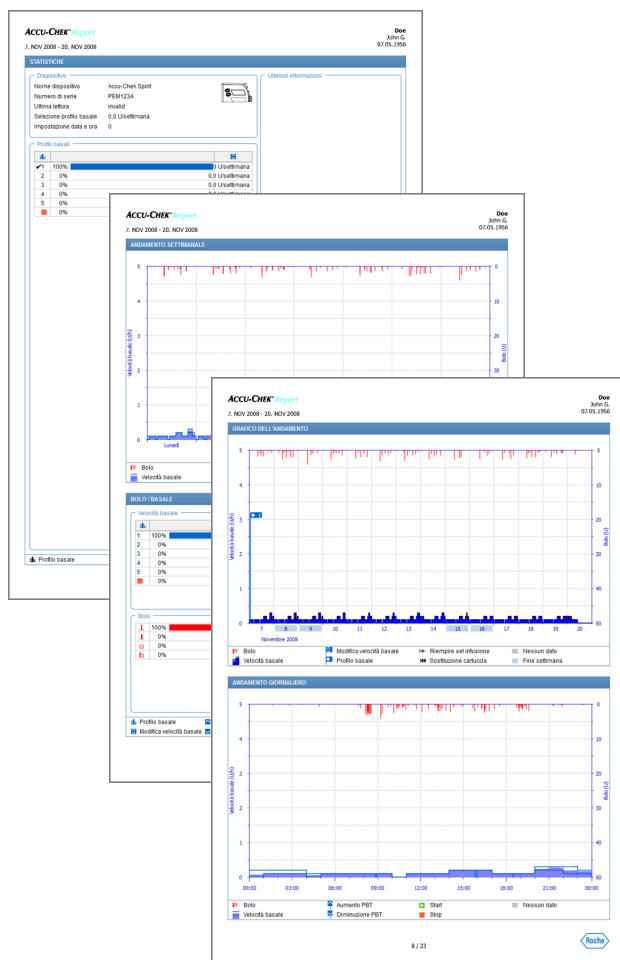 ACCU-CHEK® Report
Doe
John G.
7. NOV 2008 - 20. NOV 2008
07.05.1956
STATISTICHE
Dispositivo
Ulteriori informazioni
Nome dispositivo Accu-Chek Spirit
Numero di serie PEM1234
Ultima lettura invalid
Selezione profilo basale 0,0 U/settimana
Impostazione data e ora 0
Profili basali
✔1 100% 0 U/settimana
2 0% 0,0 U/settimana
3 0% 0,0 U/settimana
4 0%
5 0%
0%
Profilo basale
ACCU-CHEK® Report
Doe
John G.
7. NOV 2008 - 20. NOV 2008
07.05.1956
ANDAMENTO SETTIMANALE
5 0
4 10
3 20
2 30
1
0
Velocità basale (U/h)
Bolo (U)
Lunedì
Bolo
Velocità basale
BOLO / BASALE
Velocità basale
1 100%
2 0%
3 0%
4 0%
5 0%
0%
Bolo
100%
0%
0%
0%
Profilo basale
Modifica velocità basale
ACCU-CHEK® Report
Doe
John G.
7. NOV 2008 - 20. NOV 2008
07.05.1956
GRAFICO DELL'ANDAMENTO
5 0
4 10
1
3 20
2 30
1 40
0 50
Velocità basale (U/h)
Bolo (U)
7 8 9 10 11 12 13 14 15 16 17 18 19 20
Novembre 2008
Bolo Modifica velocità basale Riempire set infusione Nessun dato
Velocità basale Profilo basale Sostituzione cartuccia Fine settimana
ANDAMENTO GIORNALIERO
5 0
4 10
3 20
2 30
1 40
0 50
Velocità basale (U/h)
Bolo (U)
00:00 03:00 06:00 09:00 12:00 15:00 18:00 21:00 00:00
Bolo Aumento PBT Start Nessun dato
Velocità basale Diminuzione PBT Stop
8 / 23
Roche